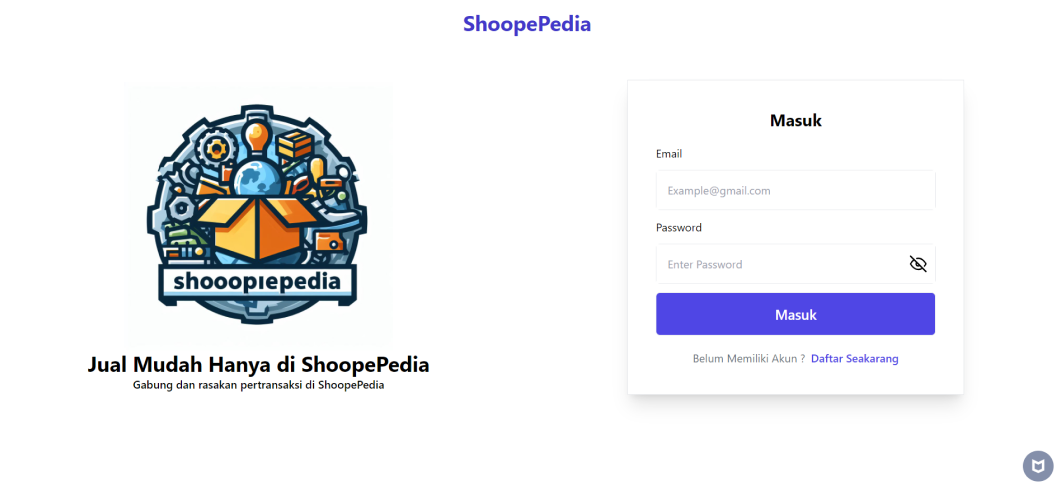 ShoopePedia
shooopıepedia
Jual Mudah Hanya di ShoopePedia
Gabung dan rasakan pertransaksi di ShoopePedia
Masuk
Email
Example@gmail.com
Password
Enter Password
Masuk
Belum Memiliki Akun ? Daftar Seakarang